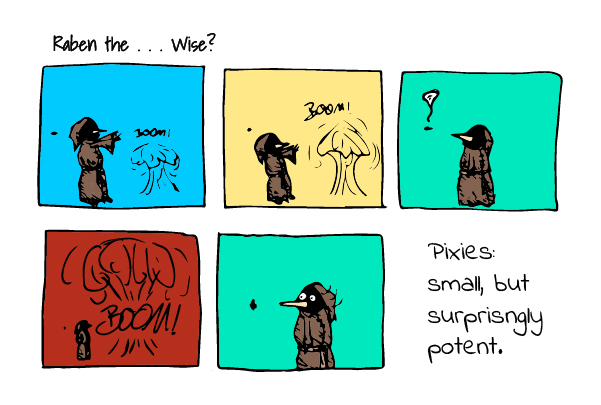 Raben the . . . Wise?
BOOM!
BOOM!
?
BOOM!
Pixies:
small, but
surprisngly
potent.